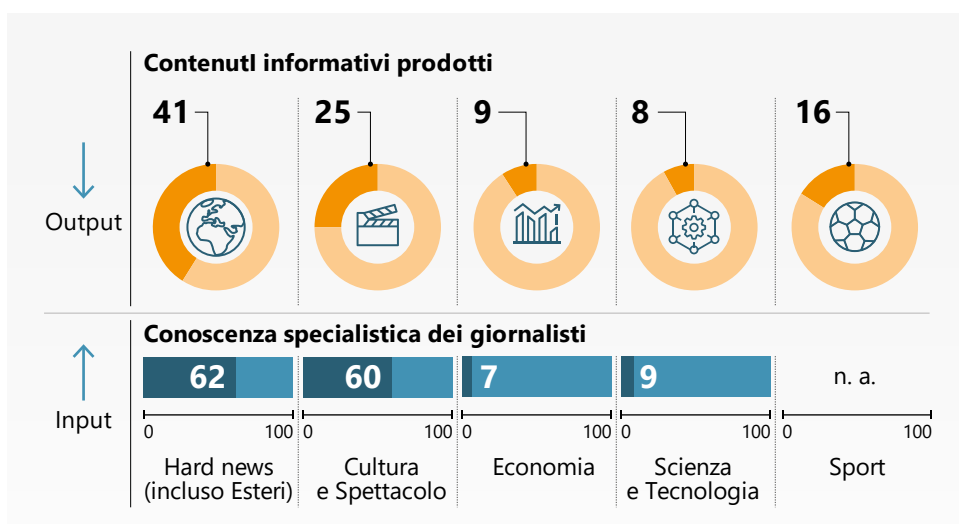 ContenutI informativi prodotti
41
25
9
8
16
Output
Conoscenza specialistica dei giornalisti
62
60
7
9
n. a.
Input
0 100
0 100
0 100
0 100
0 100
Hard news
(incluso Esteri)
Cultura
e Spettacolo
Economia
Scienza
e Tecnologia
Sport